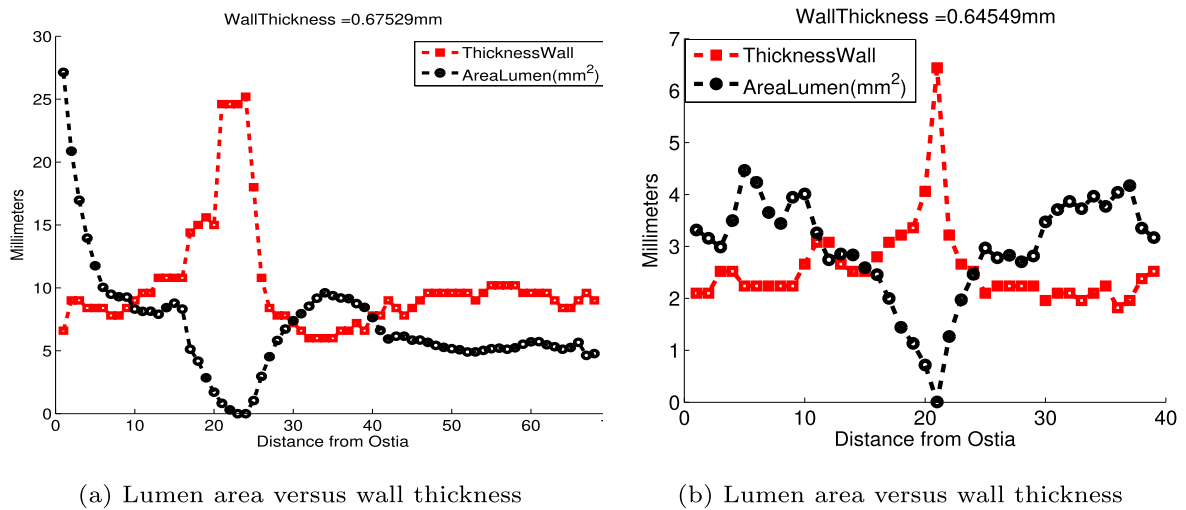 WallThickness =0.67529mm
30
25
20
15
10
5
0
Millimeters
ThicknessWall
AreaLumen(mm²)
0 10 20 30 40 50 60
Distance from Ostia
(a) Lumen area versus wall thickness
WallThickness =0.64549mm
7
6
5
4
3
2
1
0
Millimeters
ThicknessWall
AreaLumen(mm²)
0 10 20 30 40
Distance from Ostia
(b) Lumen area versus wall thickness